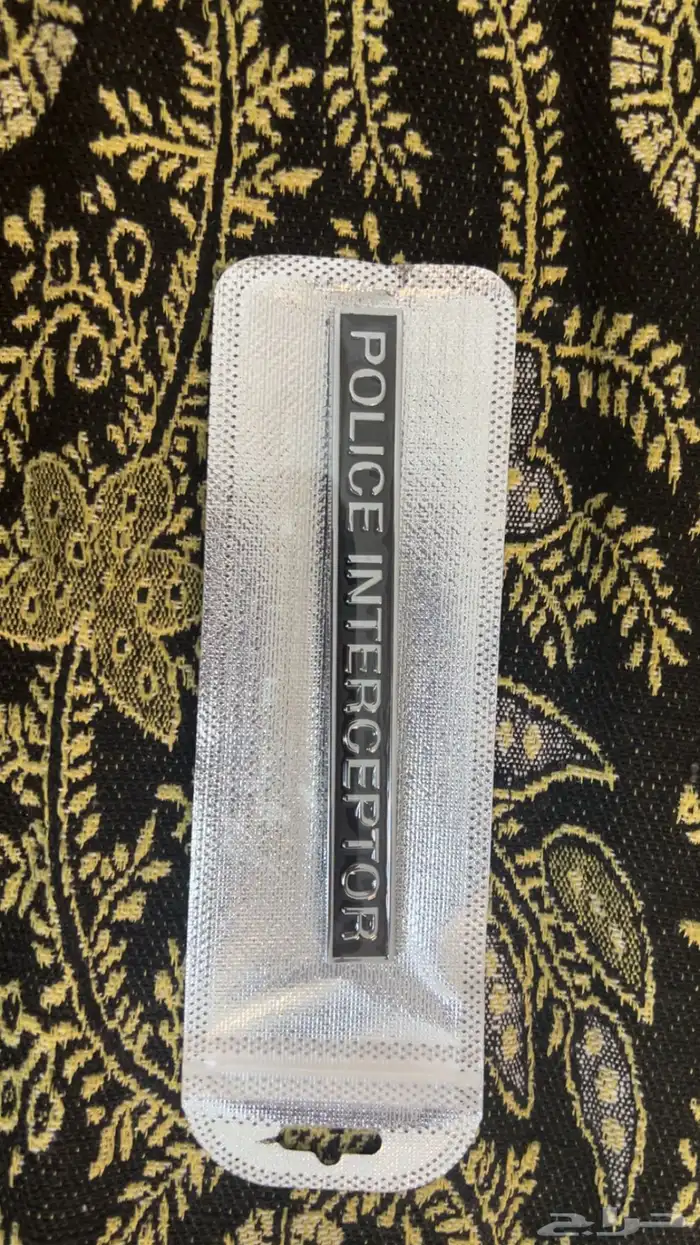 POLICE INTERCEPTOR
حراج